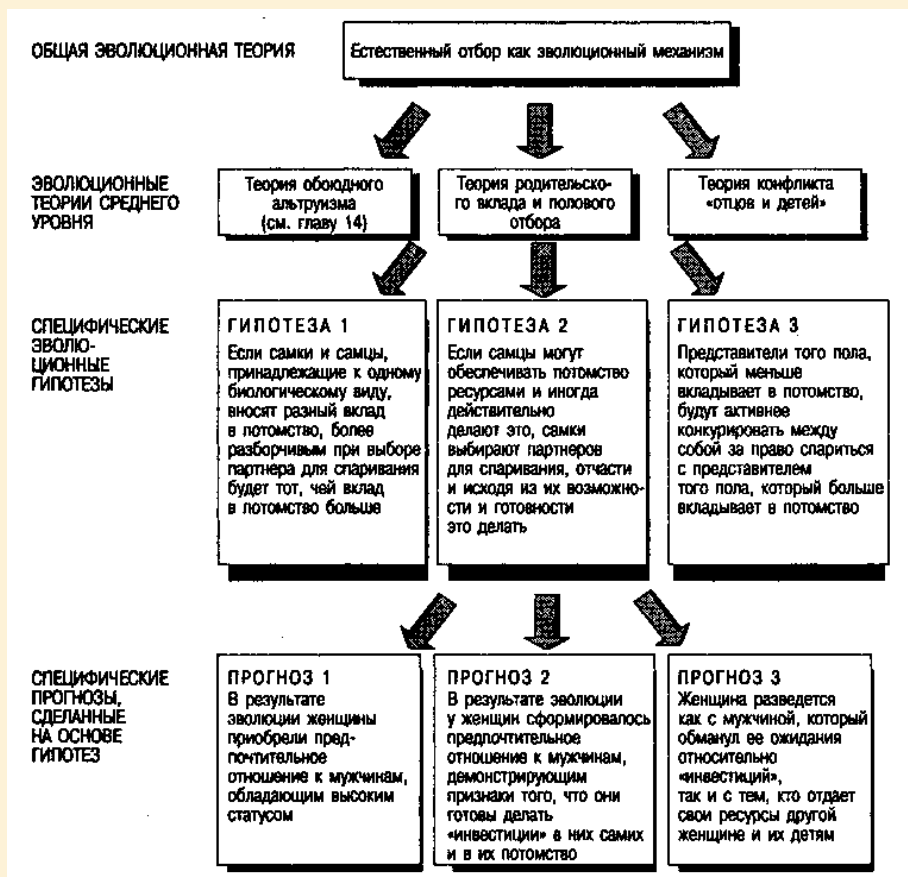 ОБЩАЯ ЭВОЛЮЦИОННАЯ ТЕОРИЯ
Естественный отбор как эволюционный механизм
ЭВОЛЮЦИОННЫЕ
ТЕОРИИ СРЕДНЕГО
УРОВНЯ
Теория обоюдного
альтруизма
(см. главу 14)
Теория родительско-
го вклада и полового
отбора
Теория конфликта
«отцов и детей»
СПЕЦИФИЧЕСКИЕ
ЭВОЛЮ-
ЦИОННЫЕ
ГИПОТЕЗЫ
ГИПОТЕЗА 1
Если самки и самцы,
принадлежащие к одному
биологическому виду,
вносят разный вклад
в потомство, более
разборчивым при выборе
партнера для спаривания
будет тот, чей вклад
в потомство больше
ГИПОТЕЗА 2
Если самцы могут
обеспечивать потомство
ресурсами и иногда
действительно
делают это, самки
выбирают партнеров
для спаривания, отчасти
и исходя из их возможно-
сти и готовности
это делать
ГИПОТЕЗА 3
Представители того пола,
который меньше
вкладывает в потомство,
будут активнее
конкурировать между
собой за право спариться
с представителем
того пола, который больше
вкладывает в потомство
СПЕЦИФИЧЕСКИЕ
ПРОГНОЗЫ,
СДЕЛАННЫЕ
НА ОСНОВЕ
ГИПОТЕЗ
ПРОГНОЗ 1
В результате
эволюции женщины
приобрели пред-
почтительное
отношение к мужчинам,
обладающим высоким
статусом
ПРОГНОЗ 2
В результате эволюции
у женщин сформировалось
предпочтительное
отношение к мужчинам,
демонстрирующим
признаки того, что они
готовы делать
«инвестиции» в них самих
и в их потомство
ПРОГНОЗ 3
Женщина разведется
как с мужчиной, который
обманул ее ожидания
относительно
«инвестиций»,
так и с тем, кто отдает
свои ресурсы другой
женщине и их детям